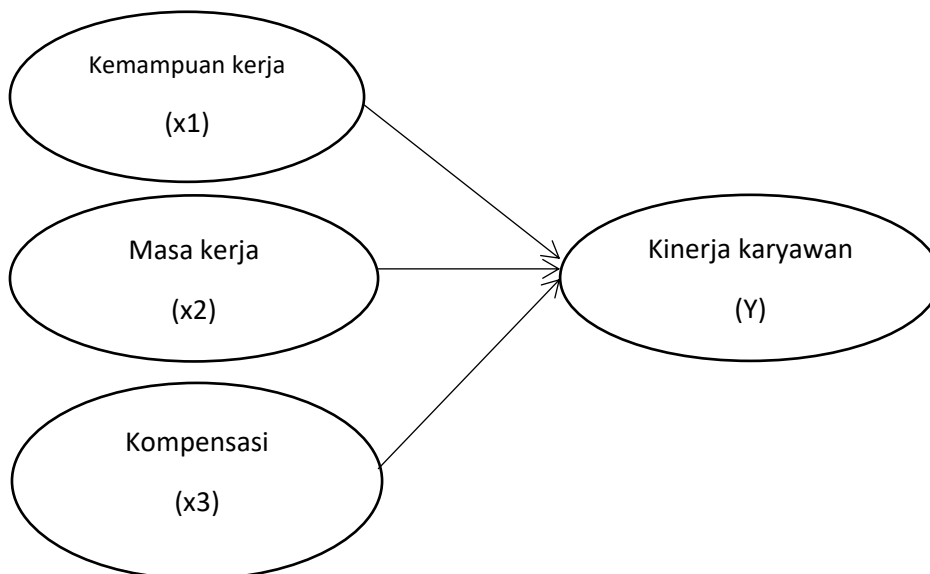 Kemampuan kerja
(x1)
Masa kerja
(x2)
Kompensasi
(x3)
Kinerja karyawan
(Y)